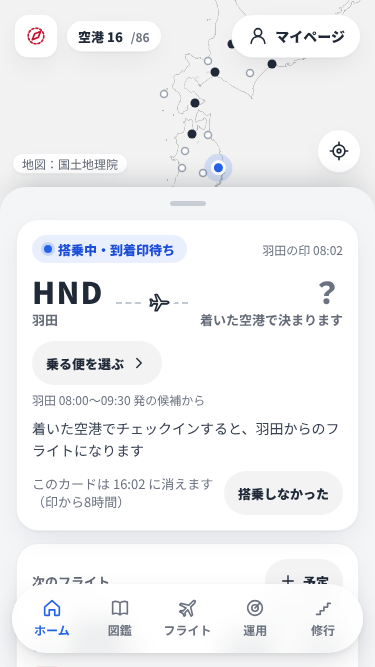 空港 16 /86
マイページ
地図：国土地理院
搭乗中・到着印待ち
羽田の印 08:02
HND
?
羽田
着いた空港で決まります
乗る便を選ぶ
羽田 08:00〜09:30 発の候補から
着いた空港でチェックインすると、羽田からのフ
ライトになります
このカードは 16:02 に消えます
（印から8時間）
搭乗しなかった
次のフライト
予定
ホーム
図鑑
フライト
運用
修行